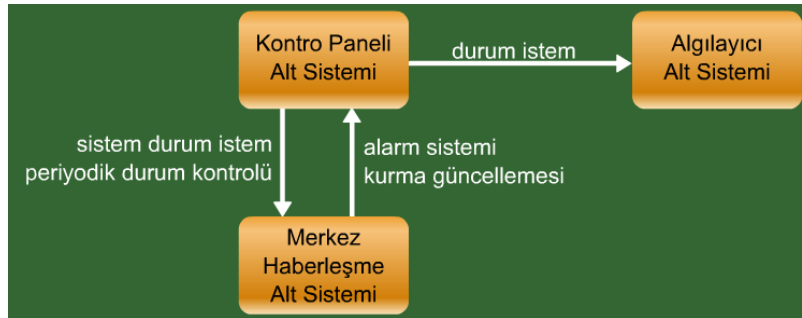 Kontro Paneli
Alt Sistemi
durum istem
Algılayıcı
Alt Sistemi
sistem durum istem
periyodik durum kontrolü
alarm sistemi
kurma güncellemesi
Merkez
Haberleşme
Alt Sistemi